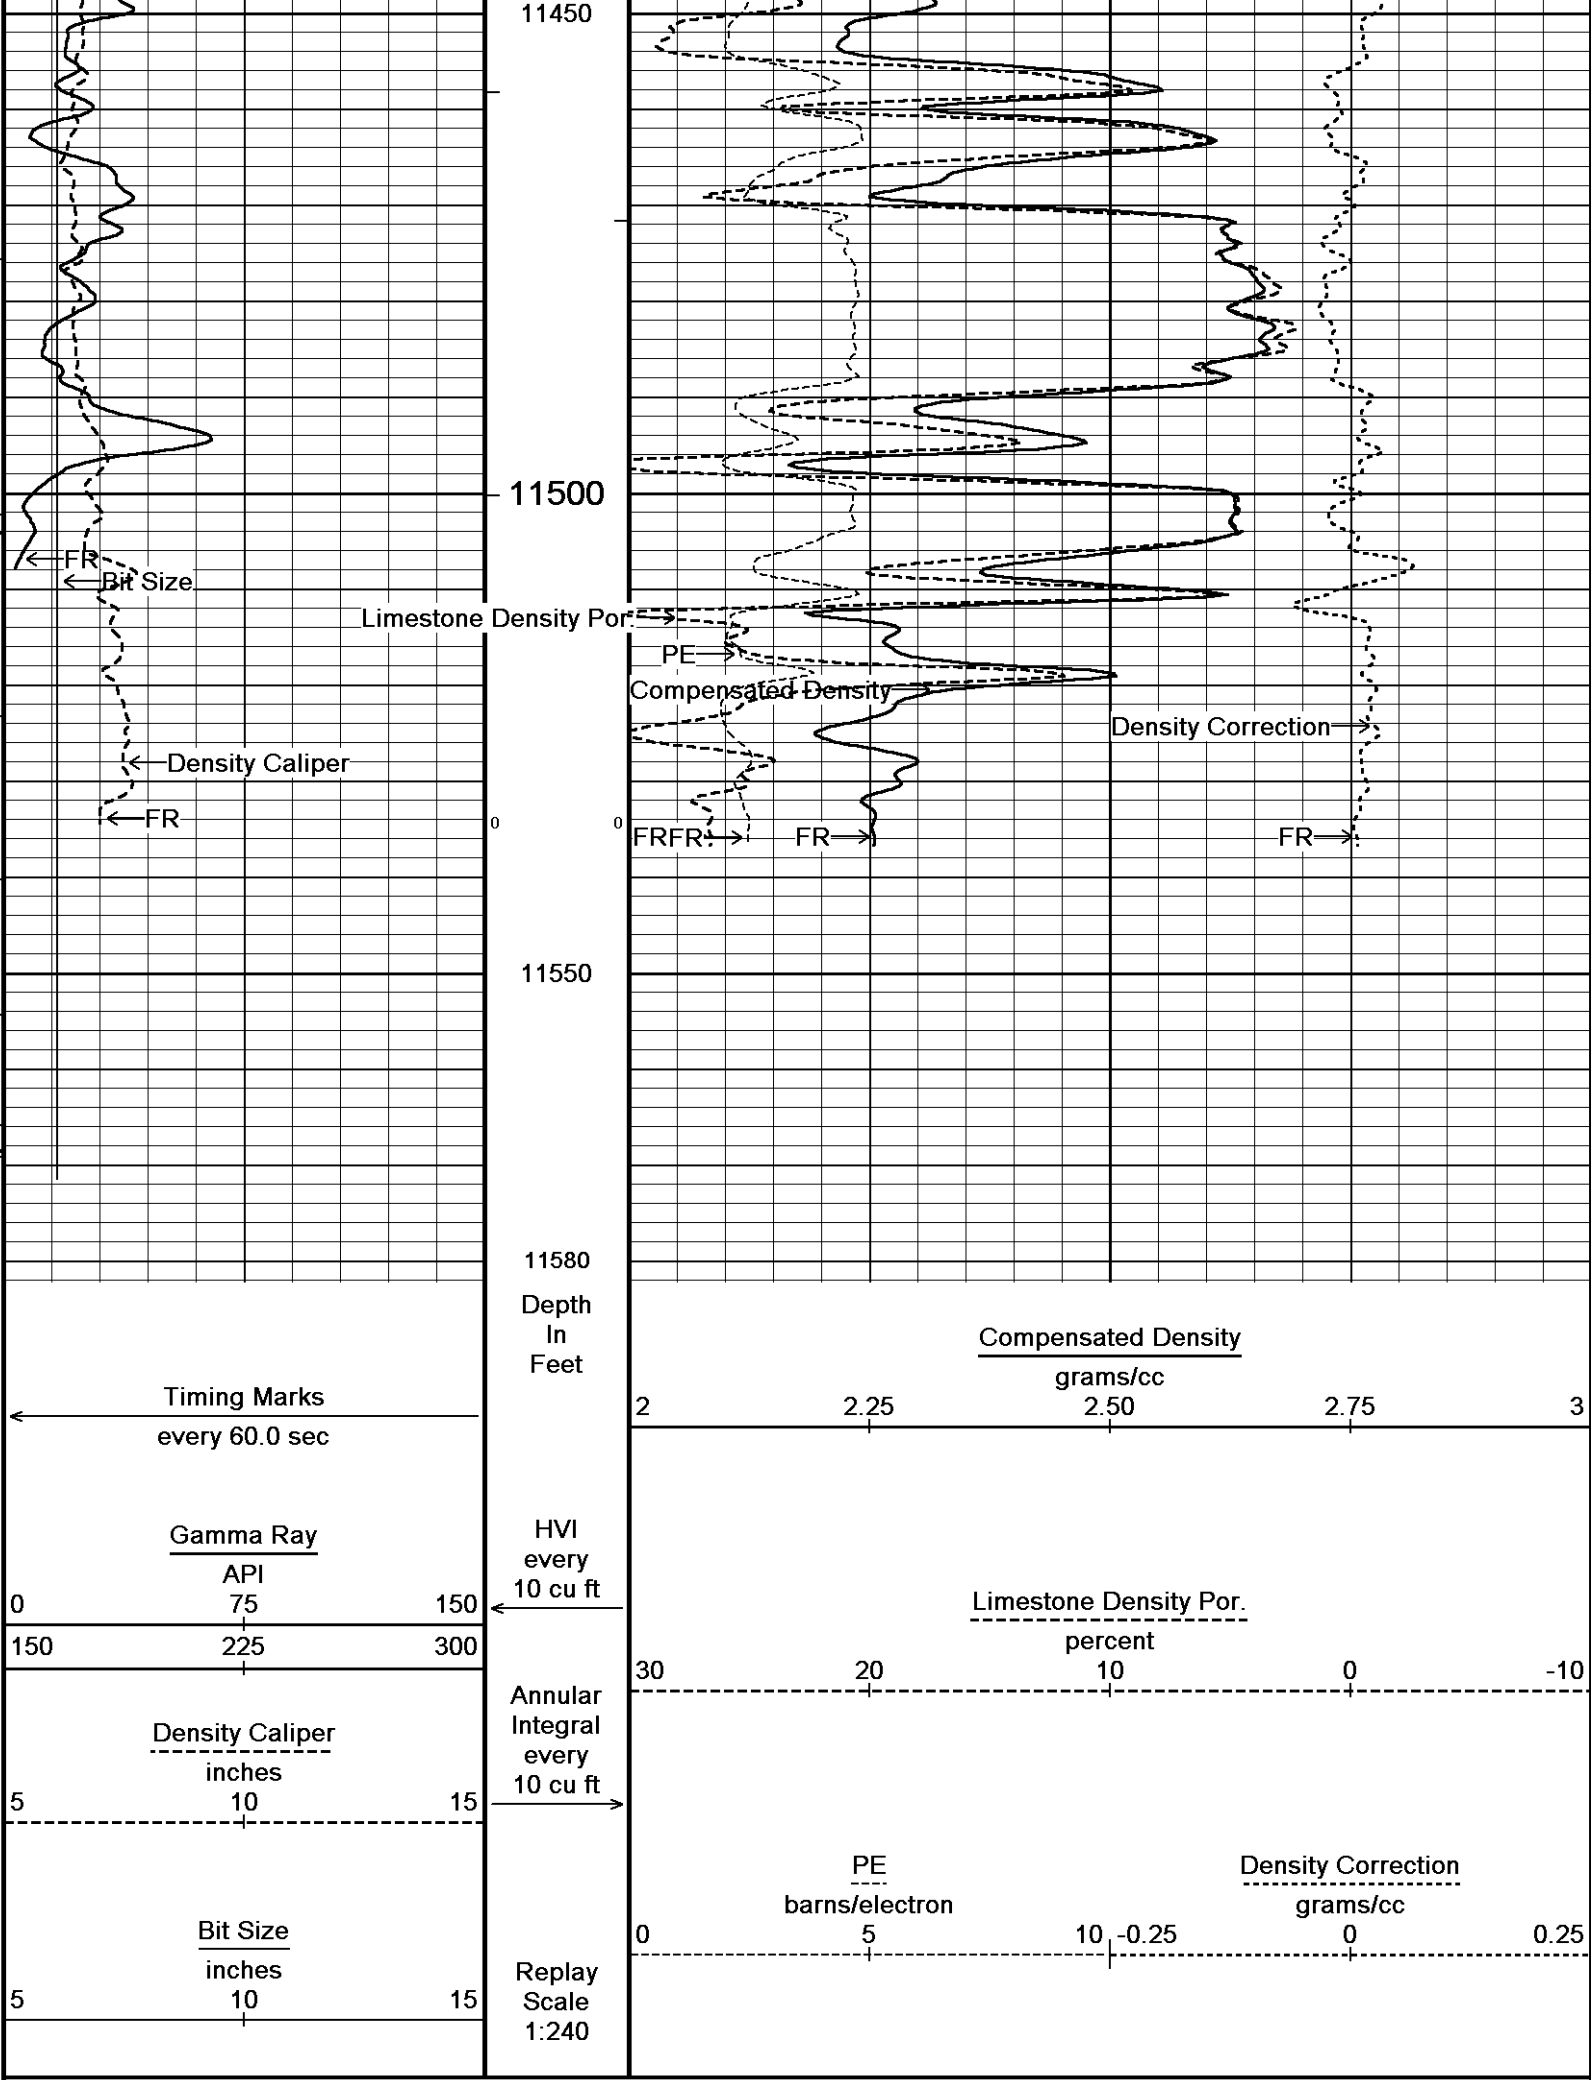 11450
11500
FR
Bit Size
Limestone Density Por.
PE
Compensated Density
Density Correction
Density Caliper
FR
0
0
FRFR
FR
FR
11550
11580
Depth
In
Feet
Compensated Density
grams/cc
2 2.25 2.50 2.75 3
Timing Marks
every 60.0 sec
Gamma Ray
API
0 75 150
150 225 300
HVI
every
10 cu ft
Limestone Density Por.
percent
30 20 10 0 -10
Annular
Integral
every
10 cu ft
Density Caliper
inches
5 10 15
PE
barns/electron
0 5 10
Density Correction
grams/cc
-0.25 0 0.25
Bit Size
inches
5 10 15
Replay
Scale
1:240